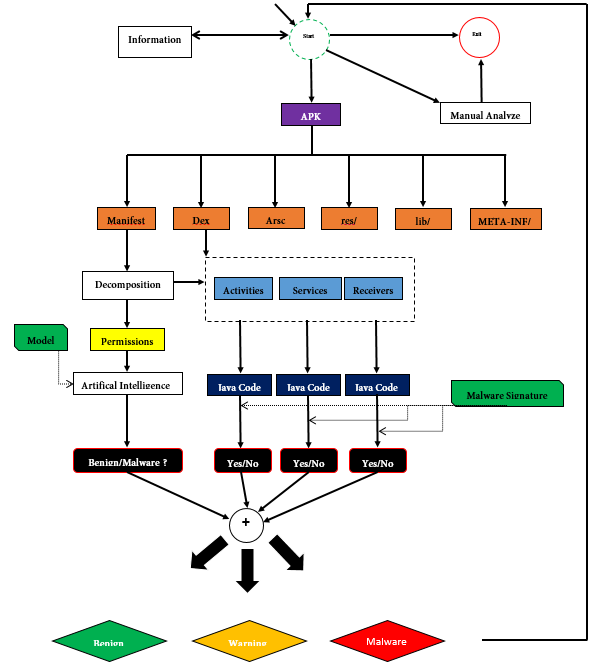 Start
Exit
Information
APK
Manual Analyze
Manifest
Dex
Arsc
res/
lib/
META-INF/
Decomposition
Activities
Services
Receivers
Model
Permissions
Artifical Intelligence
Java Code
Java Code
Java Code
Malware Signature
Benign/Malware ?
Yes/No
Yes/No
Yes/No
+
Benign
Warning
Malware